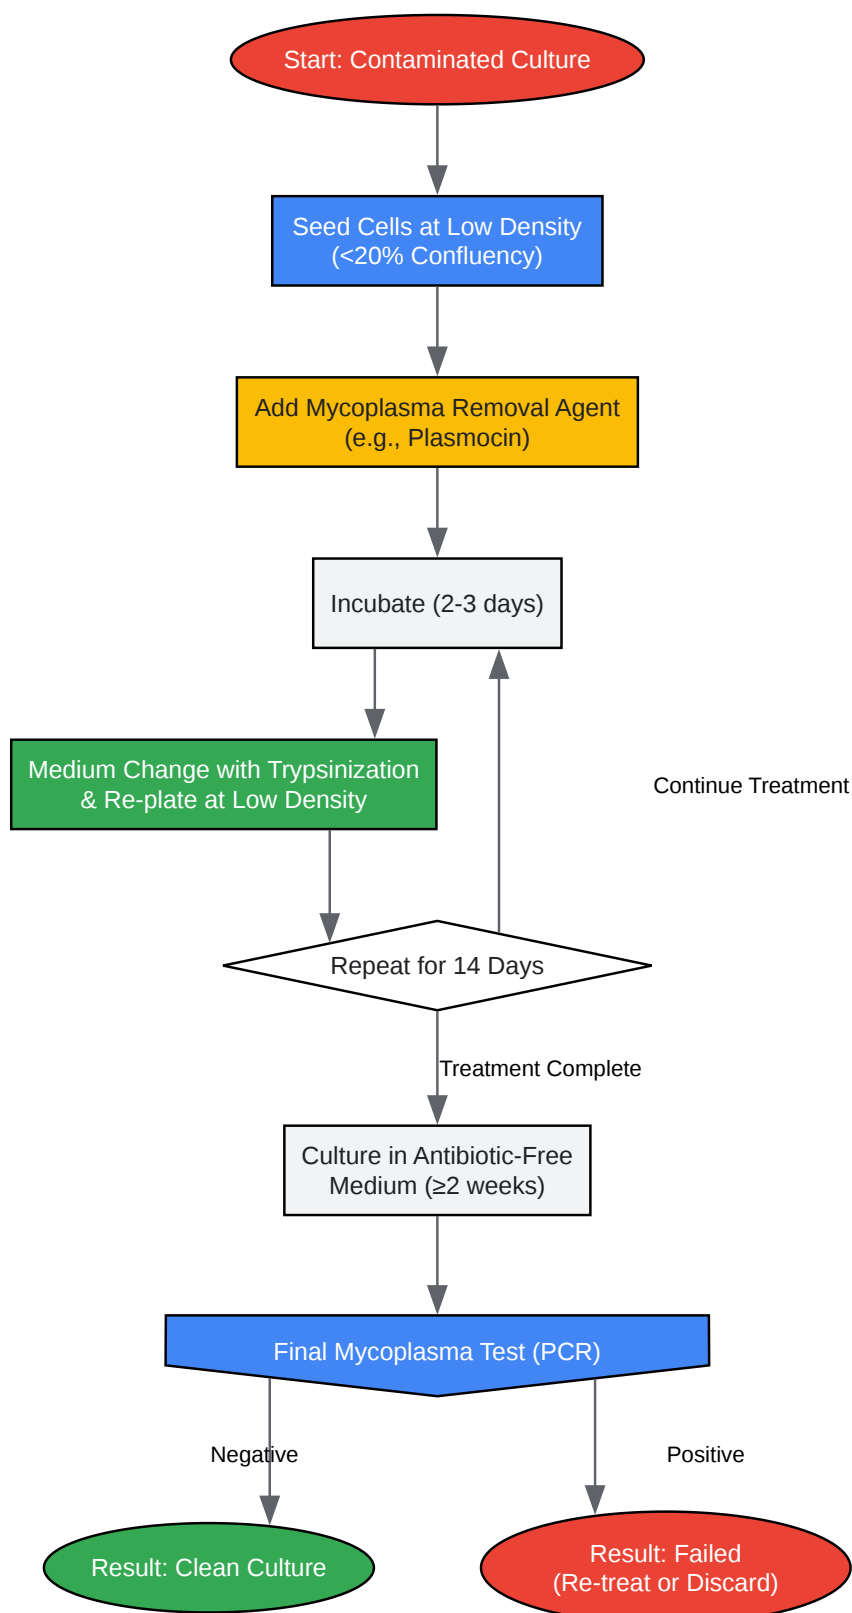 Start: Contaminated Culture
Seed Cells at Low Density
(<20% Confluency)
Add Mycoplasma Removal Agent
(e.g., Plasmocin)
Incubate (2-3 days)
Medium Change with Trypsinization
& Re-plate at Low Density
Continue Treatment
Repeat for 14 Days
Treatment Complete
Culture in Antibiotic-Free
Medium (≥2 weeks)
Final Mycoplasma Test (PCR)
Negative
Positive
Result: Clean Culture
Result: Failed
(Re-treat or Discard)